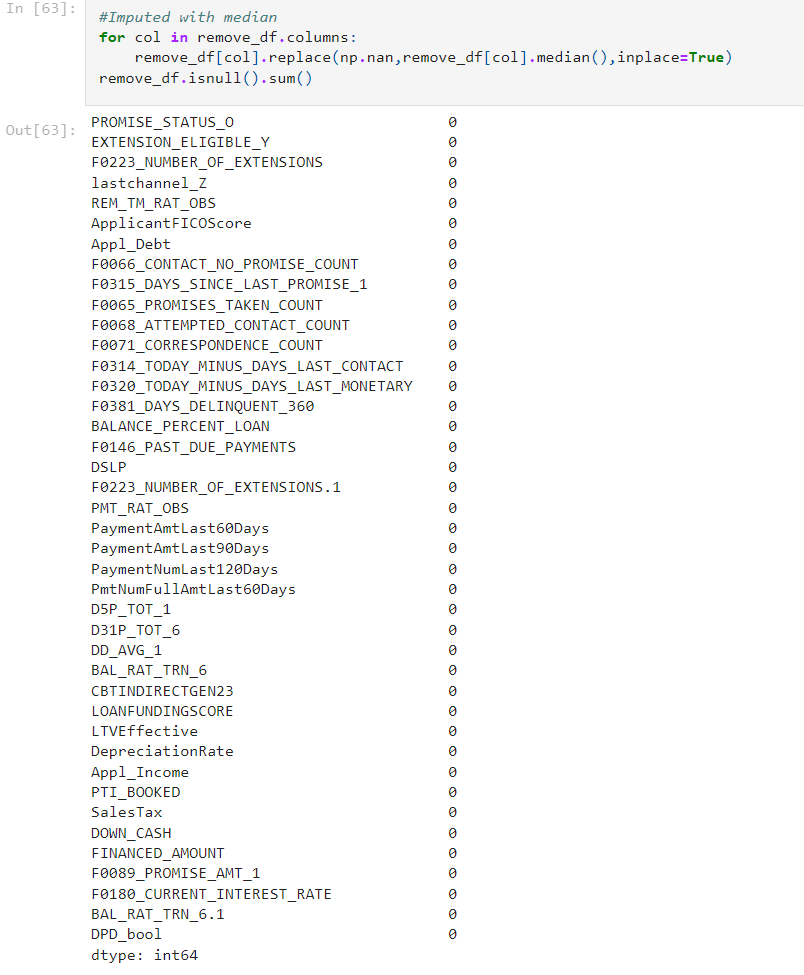 In [63]:
#Imputed with median
for col in remove_df.columns:
    remove_df[col].replace(np.nan,remove_df[col].median(),inplace=True)
remove_df.isnull().sum()
Out[63]:
PROMISE_STATUS_O 0
EXTENSION_ELIGIBLE_Y 0
F0223_NUMBER_OF_EXTENSIONS 0
lastchannel_Z 0
REM_TM_RAT_OBS 0
ApplicantFICOScore 0
Appl_Debt 0
F0066_CONTACT_NO_PROMISE_COUNT 0
F0315_DAYS_SINCE_LAST_PROMISE_1 0
F0065_PROMISES_TAKEN_COUNT 0
F0068_ATTEMPTED_CONTACT_COUNT 0
F0071_CORRESPONDENCE_COUNT 0
F0314_TODAY_MINUS_DAYS_LAST_CONTACT 0
F0320_TODAY_MINUS_DAYS_LAST_MONETARY 0
F0381_DAYS_DELINQUENT_360 0
BALANCE_PERCENT_LOAN 0
F0146_PAST_DUE_PAYMENTS 0
DSLP 0
F0223_NUMBER_OF_EXTENSIONS.1 0
PMT_RAT_OBS 0
PaymentAmtLast60Days 0
PaymentAmtLast90Days 0
PaymentNumLast120Days 0
PmtNumFullAmtLast60Days 0
D5P_TOT_1 0
D31P_TOT_6 0
DD_AVG_1 0
BAL_RAT_TRN_6 0
CBTINDIRECTGEN23 0
LOANFUNDINGSCORE 0
LTVEffective 0
DepreciationRate 0
Appl_Income 0
PTI_BOOKED 0
SalesTax 0
DOWN_CASH 0
FINANCED_AMOUNT 0
F0089_PROMISE_AMT_1 0
F0180_CURRENT_INTEREST_RATE 0
BAL_RAT_TRN_6.1 0
DPD_bool 0
dtype: int64